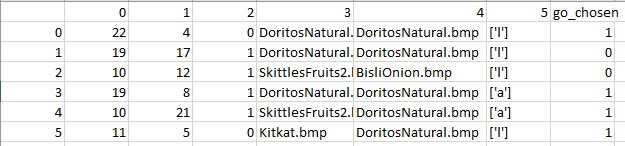 0 1 2 3 4 5 go_chosen
0 22 4 0 DoritosNatural. DoritosNatural.bmp ['l'] 1
1 19 17 1 DoritosNatural. DoritosNatural.bmp ['l'] 0
2 10 12 1 SkittlesFruits2. BisliOnion.bmp ['l'] 0
3 19 8 1 DoritosNatural. DoritosNatural.bmp ['a'] 1
4 10 21 1 SkittlesFruits2. DoritosNatural.bmp ['a'] 1
5 11 5 0 Kitkat.bmp DoritosNatural.bmp ['l'] 1